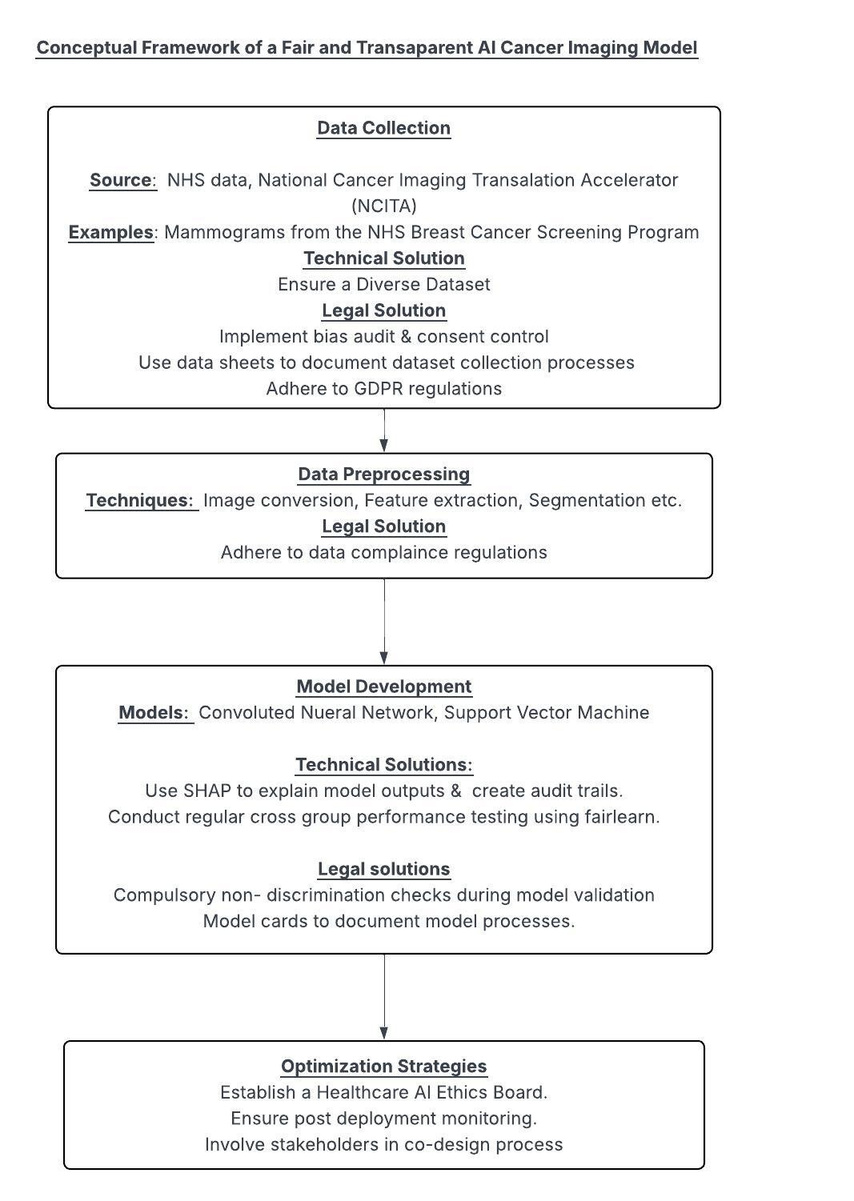 Conceptual Framework of a Fair and Transaparent AI Cancer Imaging Model
Data Collection
Source: NHS data, National Cancer Imaging Transalation Accelerator
(NCITA)
Examples: Mammograms from the NHS Breast Cancer Screening Program
Technical Solution
Ensure a Diverse Dataset
Legal Solution
Implement bias audit & consent control
Use data sheets to document dataset collection processes
Adhere to GDPR regulations
Data Preprocessing
Techniques: Image conversion, Feature extraction, Segmentation etc.
Legal Solution
Adhere to data complaince regulations
Model Development
Models: Convoluted Nueral Network, Support Vector Machine
Technical Solutions:
Use SHAP to explain model outputs & create audit trails.
Conduct regular cross group performance testing using fairlearn.
Legal solutions
Compulsory non- discrimination checks during model validation
Model cards to document model processes.
Optimization Strategies
Establish a Healthcare AI Ethics Board.
Ensure post deployment monitoring.
Involve stakeholders in co-design process